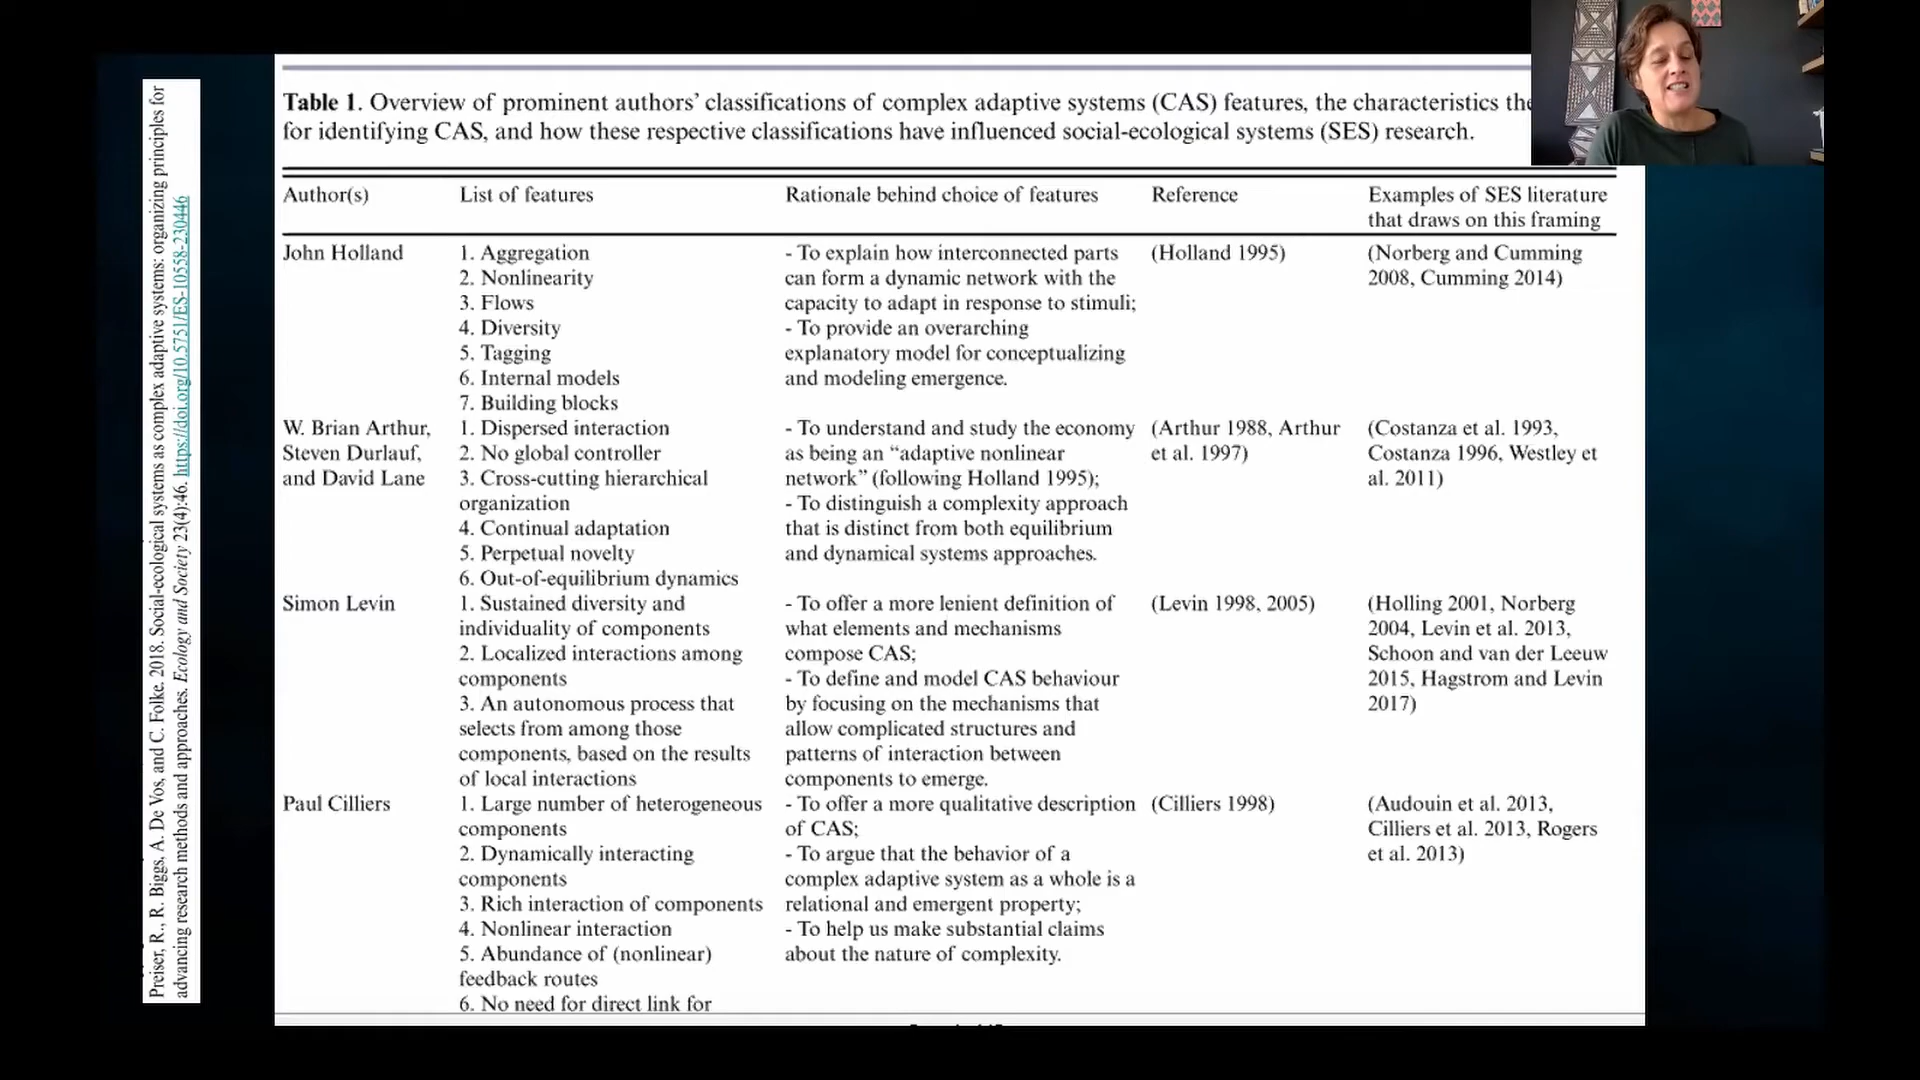 Preiser, R., R. Biggs, A. De Vos, and C. Folke. 2018. Social-ecological systems as complex adaptive systems: organizing principles for
advancing research methods and approaches. Ecology and Society 23(4):46. https://doi.org/10.5751/ES-10558-230446
Table 1. Overview of prominent authors' classifications of complex adaptive systems (CAS) features, the characteristics
for identifying CAS, and how these respective classifications have influenced social-ecological systems (SES) research.
Author(s)
List of features
Rationale behind choice of features
Reference
Examples of SES literature
that draws on this framing
John Holland
1. Aggregation
2. Nonlinearity
3. Flows
4. Diversity
5. Tagging
6. Internal models
7. Building blocks
- To explain how interconnected parts
can form a dynamic network with the
capacity to adapt in response to stimuli;
- To provide an overarching
explanatory model for conceptualizing
and modeling emergence.
(Holland 1995)
(Norberg and Cumming
2008, Cumming 2014)
W. Brian Arthur,
Steven Durlauf,
and David Lane
1. Dispersed interaction
2. No global controller
3. Cross-cutting hierarchical
organization
4. Continual adaptation
5. Perpetual novelty
6. Out-of-equilibrium dynamics
- To understand and study the economy
as being an “adaptive nonlinear
network” (following Holland 1995);
- To distinguish a complexity approach
that is distinct from both equilibrium
and dynamical systems approaches.
(Arthur 1988, Arthur
et al. 1997)
(Costanza et al. 1993,
Costanza 1996, Westley et
al. 2011)
Simon Levin
1. Sustained diversity and
individuality of components
2. Localized interactions among
components
3. An autonomous process that
selects from among those
components, based on the results
of local interactions
- To offer a more lenient definition of
what elements and mechanisms
compose CAS;
- To define and model CAS behaviour
by focusing on the mechanisms that
allow complicated structures and
patterns of interaction between
components to emerge.
(Levin 1998, 2005)
(Holling 2001, Norberg
2004, Levin et al. 2013,
Schoon and van der Leeuw
2015, Hagstrom and Levin
2017)
Paul Cilliers
1. Large number of heterogeneous
components
2. Dynamically interacting
components
3. Rich interaction of components
4. Nonlinear interaction
5. Abundance of (nonlinear)
feedback routes
6. No need for direct link for
- To offer a more qualitative description
of CAS;
- To argue that the behavior of a
complex adaptive system as a whole is a
relational and emergent property;
- To help us make substantial claims
about the nature of complexity.
(Cilliers 1998)
(Audouin et al. 2013,
Cilliers et al. 2013, Rogers
et al. 2013)